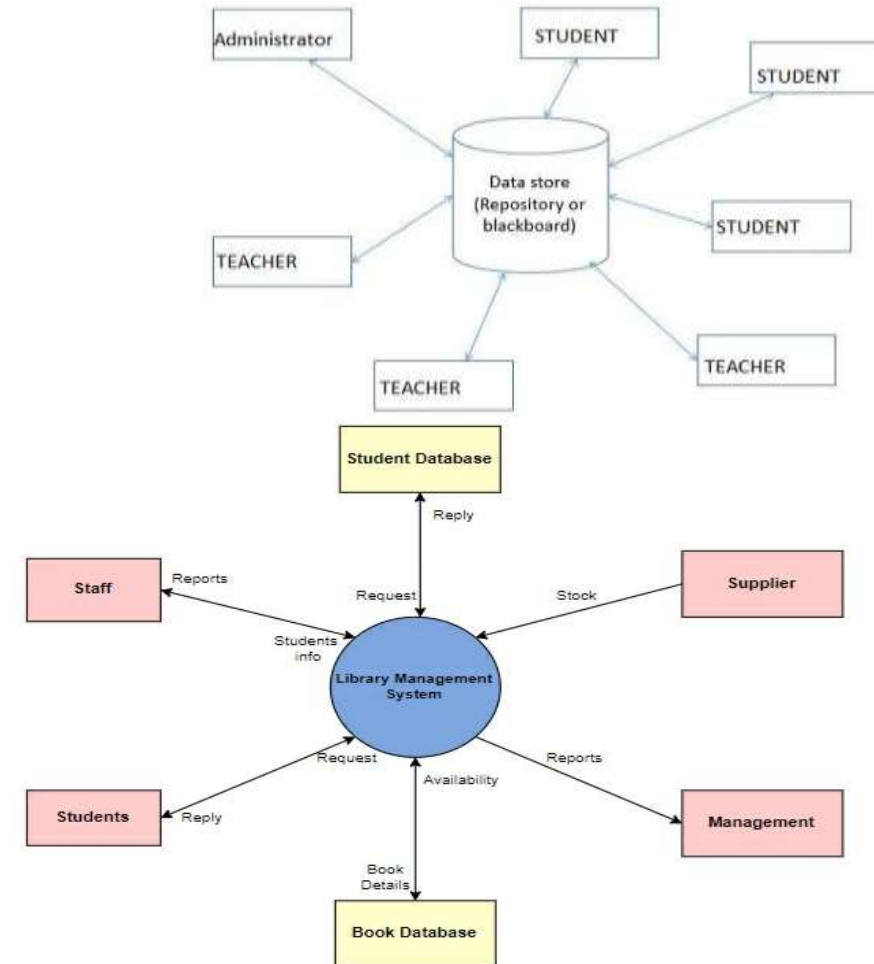 Administrator
STUDENT
STUDENT
Data store
(Repository or
blackboard)
STUDENT
TEACHER
TEACHER
TEACHER
Student Database
Reply
Staff
Reports
Request
Stock
Supplier
Students
info
Library Management
System
Request
Availability
Reports
Students
Reply
Management
Book
Details
Book Database